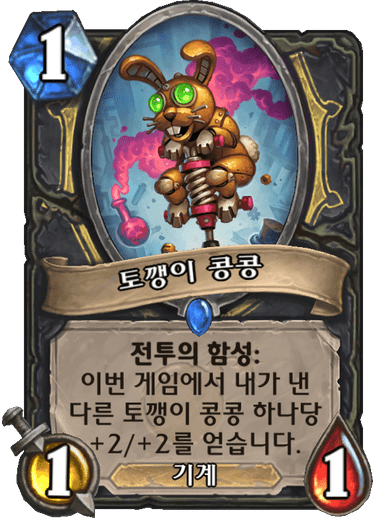 1
토깽이 콩콩
전투의 함성:
이번 게임에서 내가 낸
다른 토깽이 콩콩 하나당
+2/+2를 얻습니다.
기계
1
1